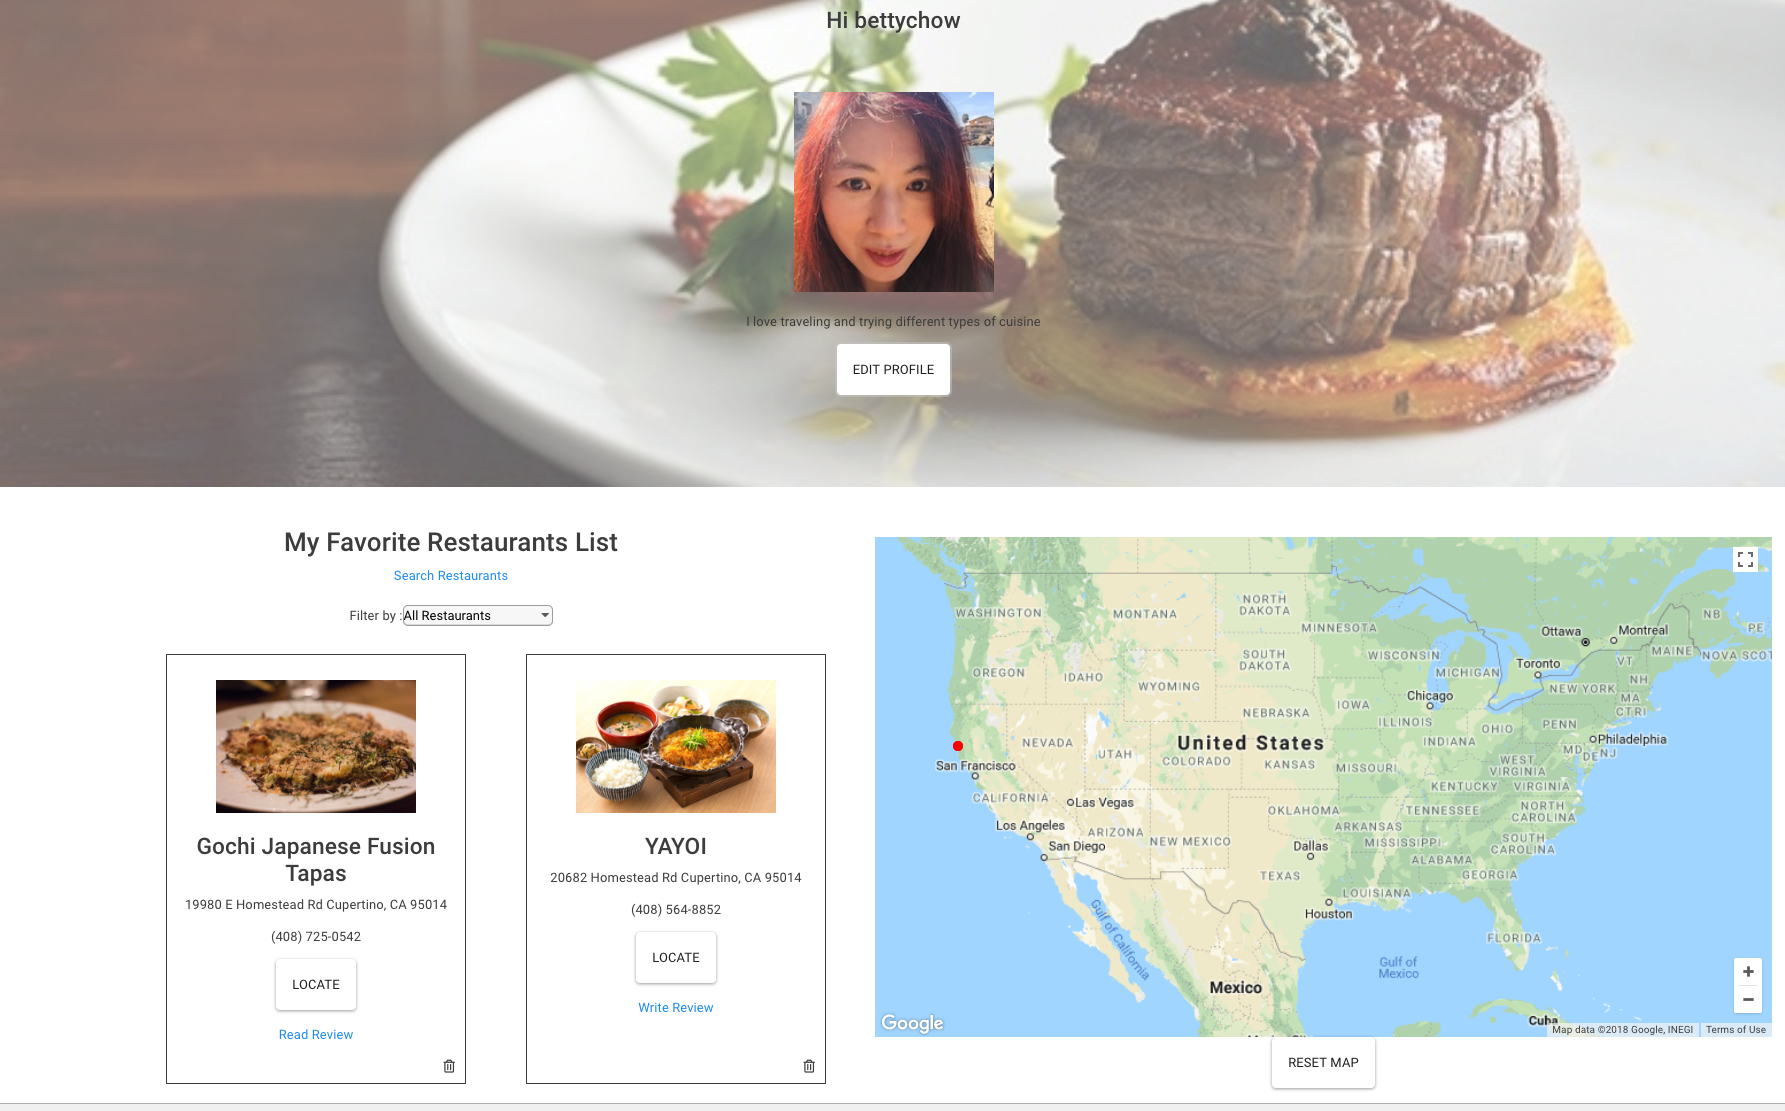 Hi bettychow
I love traveling and trying different types of cuisine
EDIT PROFILE
My Favorite Restaurants List
Search Restaurants
Filter by :All Restaurants
Gochi Japanese Fusion
Tapas
19980 E Homestead Rd Cupertino, CA 95014
(408) 725-0542
LOCATE
Read Review
YAYOI
20682 Homestead Rd Cupertino, CA 95014
(408) 564-8852
LOCATE
Write Review
WASHINGTON
MONTANA
NORTH
DAKOTA
MINNESOTA
Ottawa
Montreal
NB
PE
OREGON
IDAHO
SOUTH
DAKOTA
WISCONSIN
MICHIGAN
Toronto
VT
MAINE
NOVA SCOT
WYOMING
Chicago
NEW YORK
NH
MA
CT
RI
NEBRASKA
IOWA
ILLINOIS
INDIANA
OHIO
PENN
Philadelphia
NEVADA
UTAH
United States
COLORADO
KANSAS
MISSOURI
WEST
VIRGINIA
MD
DE
NJ
San Francisco
KENTUCKY
VIRGINIA
CALIFORNIA
Las Vegas
OKLAHOMA
TENNESSEE
NORTH
CAROLINA
Los Angeles
ARIZONA
NEW MEXICO
ARKANSAS
MISSISSIPPI
SOUTH
CAROLINA
San Diego
Dallas
ALABAMA
TEXAS
GEORGIA
LOUISIANA
Houston
FLORIDA
Gulf of California
Gulf of
Mexico
Mexico
Cuba
Google
Map data ©2018 Google, INEGI
Terms of Use
RESET MAP